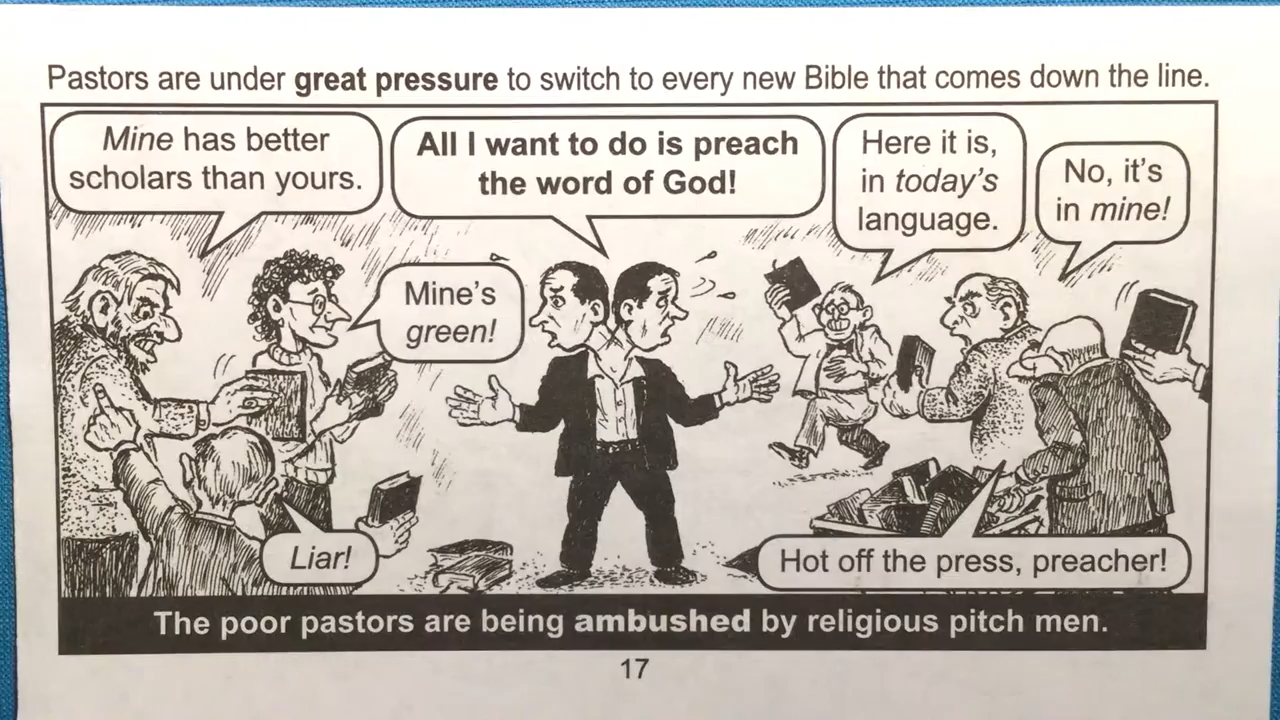 Pastors are under great pressure to switch to every new Bible that comes down the line.
Mine has better
scholars than yours.
All I want to do is preach
the word of God!
Here it is,
in today's
language.
No, it's
in mine!
Mine's
green!
Liar!
Hot off the press, preacher!
The poor pastors are being ambushed by religious pitch men.
17